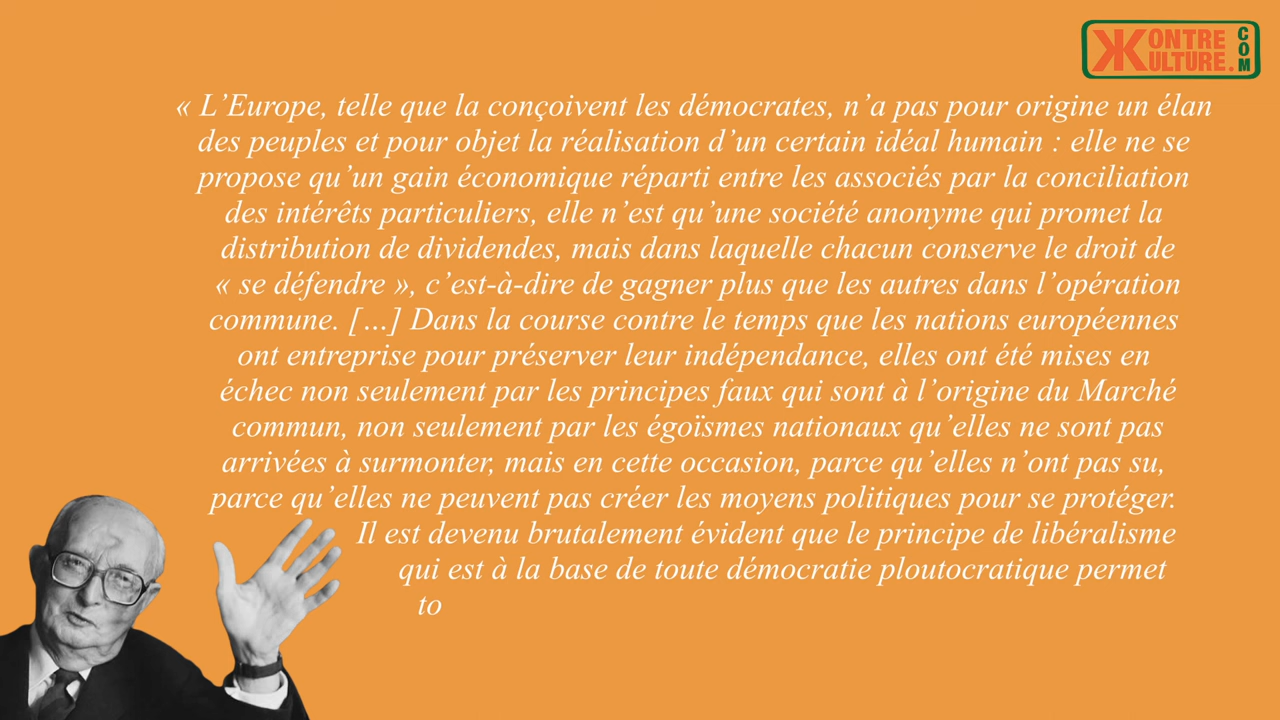 KONTRE
KULTURE.
COM
« L’Europe, telle que la conçoivent les démocrates, n’a pas pour origine un élan
des peuples et pour objet la réalisation d’un certain idéal humain : elle ne se
propose qu’un gain économique réparti entre les associés par la conciliation
des intérêts particuliers, elle n’est qu’une société anonyme qui promet la
distribution de dividendes, mais dans laquelle chacun conserve le droit de
« se défendre », c’est-à-dire de gagner plus que les autres dans l’opération
commune. […] Dans la course contre le temps que les nations européennes
ont entreprise pour préserver leur indépendance, elles ont été mises en
échec non seulement par les principes faux qui sont à l’origine du Marché
commun, non seulement par les égoïsmes nationaux qu’elles ne sont pas
arrivées à surmonter, mais en cette occasion, parce qu’elles n’ont pas su,
parce qu’elles ne peuvent pas créer les moyens politiques pour se protéger.
Il est devenu brutalement évident que le principe de libéralisme
qui est à la base de toute démocratie ploutocratique permet
to